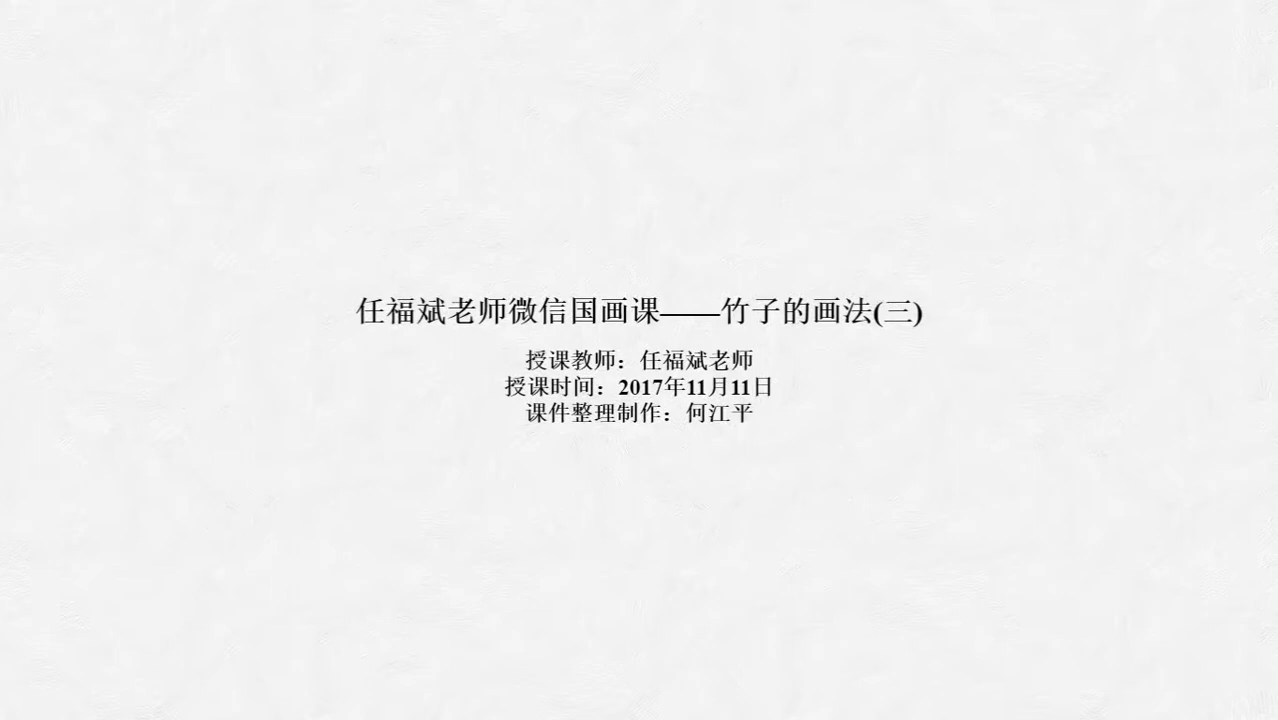 任福斌老师微信国画课——竹子的画法(三)
授课教师：任福斌老师
授课时间：2017年11月11日
课件整理制作：何江平